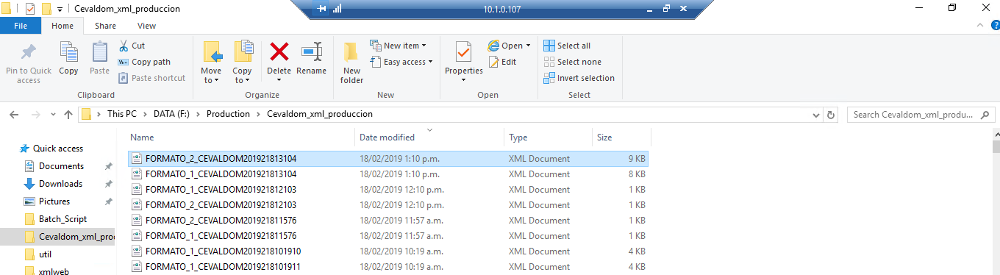 Cevaldom_xml_produccion 10.1.0.107
File Home Share View
Pin to Quick access
Copy
Paste
Cut
Copy path
Paste shortcut
Clipboard
Move to
Copy to
Delete
Rename
Organize
New folder
New item
Easy access
New
Properties
Open
Edit
Open
Select all
Select none
Invert selection
Select
This PC > DATA (F:) > Production > Cevaldom_xml_produccion Search Cevaldom_xml_produ...
Quick access
Documents
Downloads
Pictures
Batch_Script
Cevaldom_xml_pro
util
xmlweb
Name Date modified Type Size
FORMATO_2_CEVALDOM201921813104 18/02/2019 1:10 p.m. XML Document 9 KB
FORMATO_1_CEVALDOM201921813104 18/02/2019 1:10 p.m. XML Document 8 KB
FORMATO_1_CEVALDOM201921812103 18/02/2019 12:10 p.m. XML Document 1 KB
FORMATO_2_CEVALDOM201921812103 18/02/2019 12:10 p.m. XML Document 1 KB
FORMATO_2_CEVALDOM201921811576 18/02/2019 11:57 a.m. XML Document 1 KB
FORMATO_1_CEVALDOM201921811576 18/02/2019 11:57 a.m. XML Document 1 KB
FORMATO_1_CEVALDOM2019218101910 18/02/2019 10:19 a.m. XML Document 4 KB
FORMATO_1_CEVALDOM2019218101911 18/02/2019 10:19 a.m. XML Document 4 KB